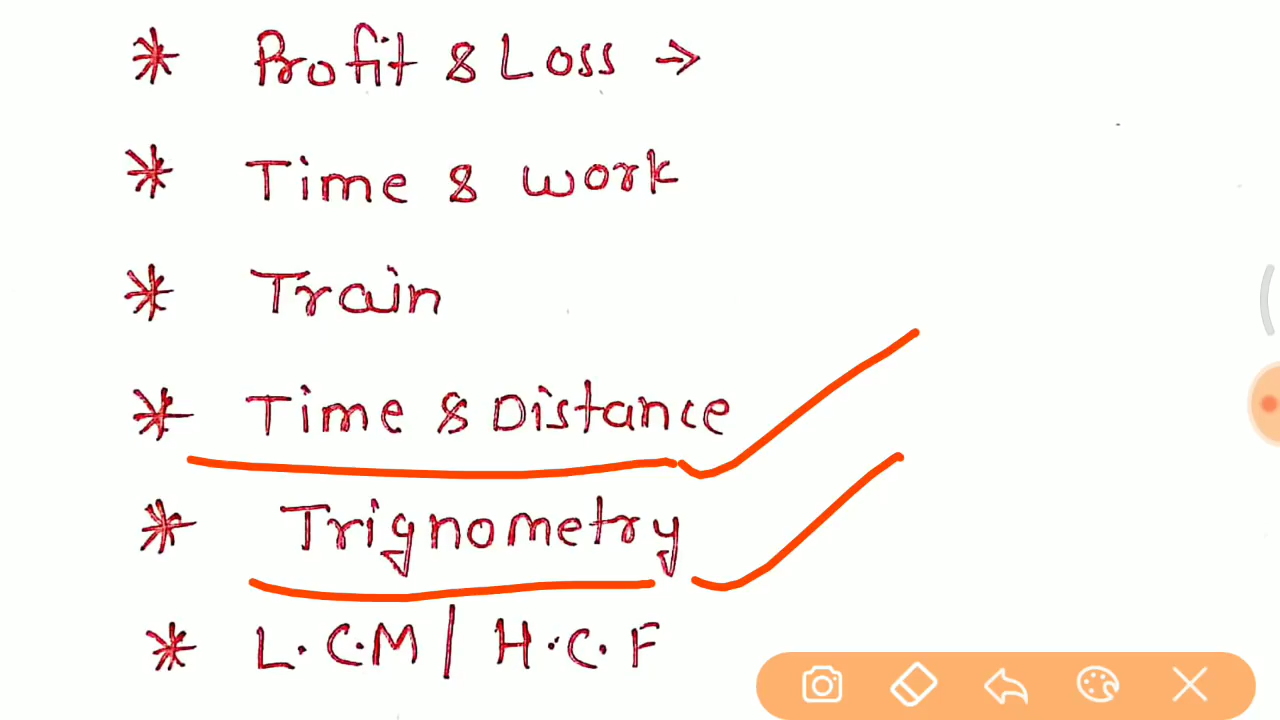 * Profit & Loss →
* Time & work
* Train
* Time & Distance
* Trignometry
* L.C.M / H.C.F